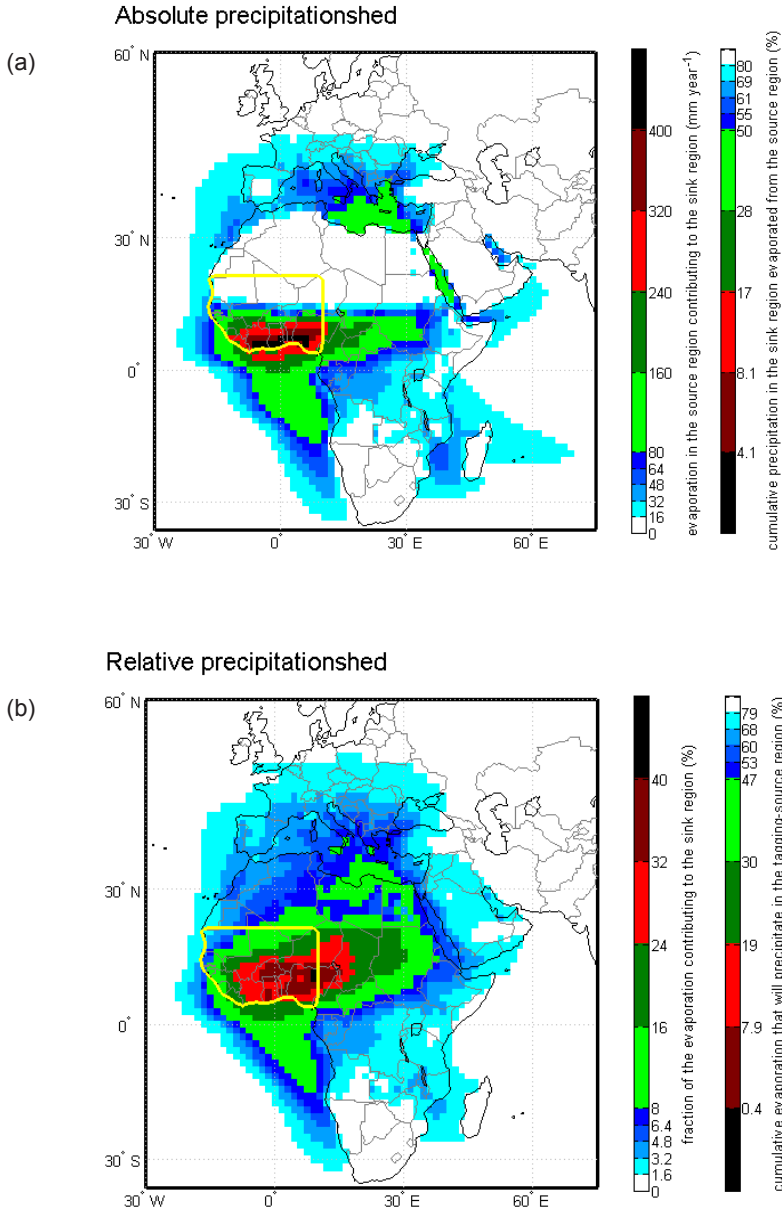 Absolute precipitationshed
(a)
60° N
30° N
0°
30° S
30° W
0°
30° E
60° E
400
320
240
160
80
64
48
32
16
0
evaporation in the source region contributing to the sink region (mm year-1)
80
69
61
55
50
28
17
8.1
4.1
cumulative precipitation in the sink region evaporated from the source region (%)
Relative precipitationshed
(b)
60° N
30° N
0°
30° S
30° W
0°
30° E
60° E
40
32
24
16
8
6.4
4.8
3.2
1.6
0
fraction of the evaporation contributing to the sink region (%)
79
68
60
53
47
30
19
7.9
0.4
cumulative evaporation that will precipitate in the tagging-source region (%)